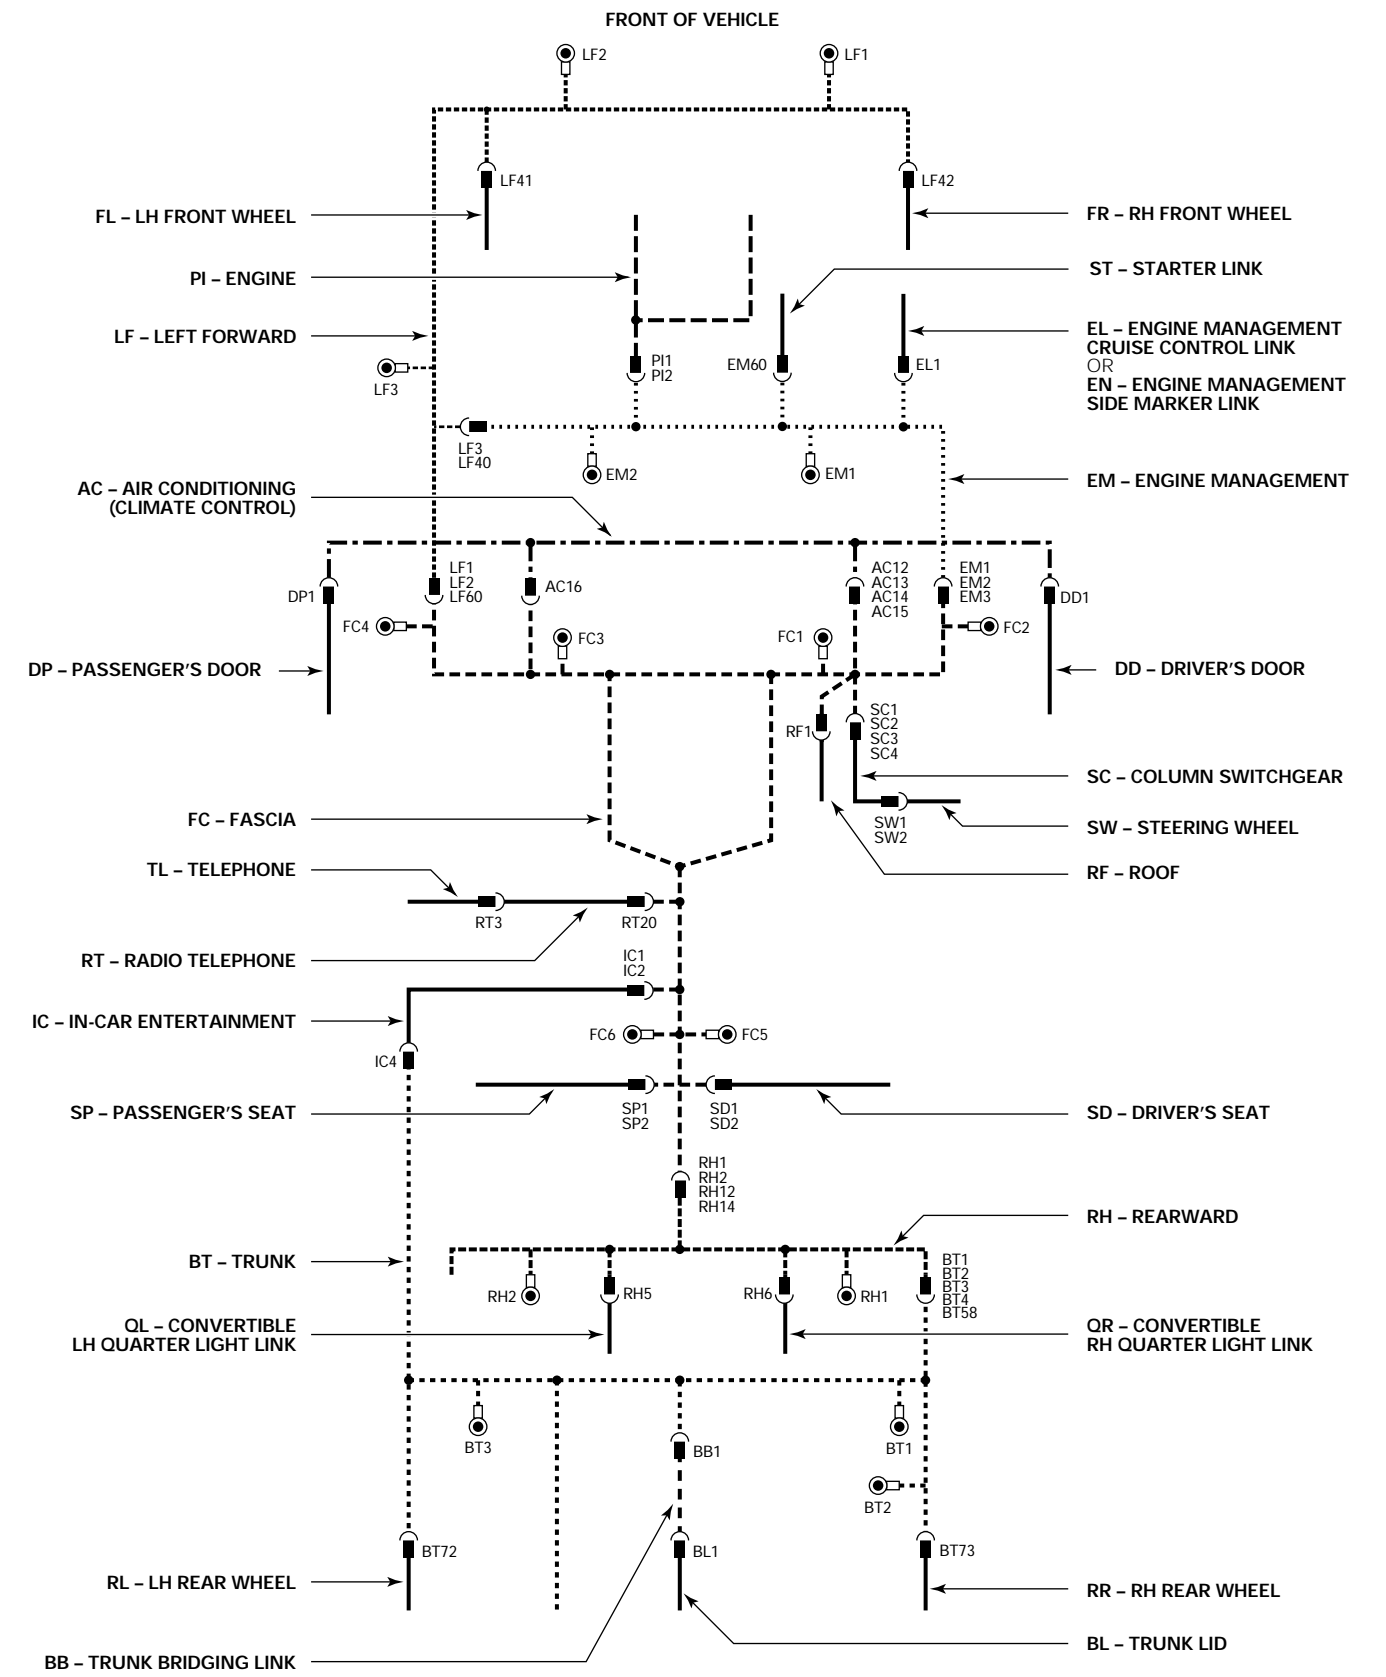 FRONT OF VEHICLE
LF2
LF1
LF41
LF42
FL – LH FRONT WHEEL
FR – RH FRONT WHEEL
PI – ENGINE
ST – STARTER LINK
LF – LEFT FORWARD
EL – ENGINE MANAGEMENT
CRUISE CONTROL LINK
OR
EN – ENGINE MANAGEMENT
SIDE MARKER LINK
PI1
PI2
EM60
EL1
LF3
LF3
LF40
EM2
EM1
EM – ENGINE MANAGEMENT
AC – AIR CONDITIONING
(CLIMATE CONTROL)
DP1
LF1
LF2
LF60
AC16
AC12
AC13
AC14
AC15
EM1
EM2
EM3
DD1
FC4
FC3
FC1
FC2
DP – PASSENGER'S DOOR
DD – DRIVER'S DOOR
RF1
SC1
SC2
SC3
SC4
SC – COLUMN SWITCHGEAR
FC – FASCIA
SW1
SW2
SW – STEERING WHEEL
TL – TELEPHONE
RF – ROOF
RT3
RT20
RT – RADIO TELEPHONE
IC1
IC2
IC – IN-CAR ENTERTAINMENT
FC6
FC5
IC4
SP – PASSENGER'S SEAT
SP1
SP2
SD1
SD2
SD – DRIVER'S SEAT
RH1
RH2
RH12
RH14
RH – REARWARD
BT – TRUNK
RH2
RH5
RH6
RH1
BT1
BT2
BT3
BT4
BT58
QL – CONVERTIBLE
LH QUARTER LIGHT LINK
QR – CONVERTIBLE
RH QUARTER LIGHT LINK
BT3
BB1
BT1
BT2
BT72
BL1
BT73
RL – LH REAR WHEEL
RR – RH REAR WHEEL
BL – TRUNK LID
BB – TRUNK BRIDGING LINK